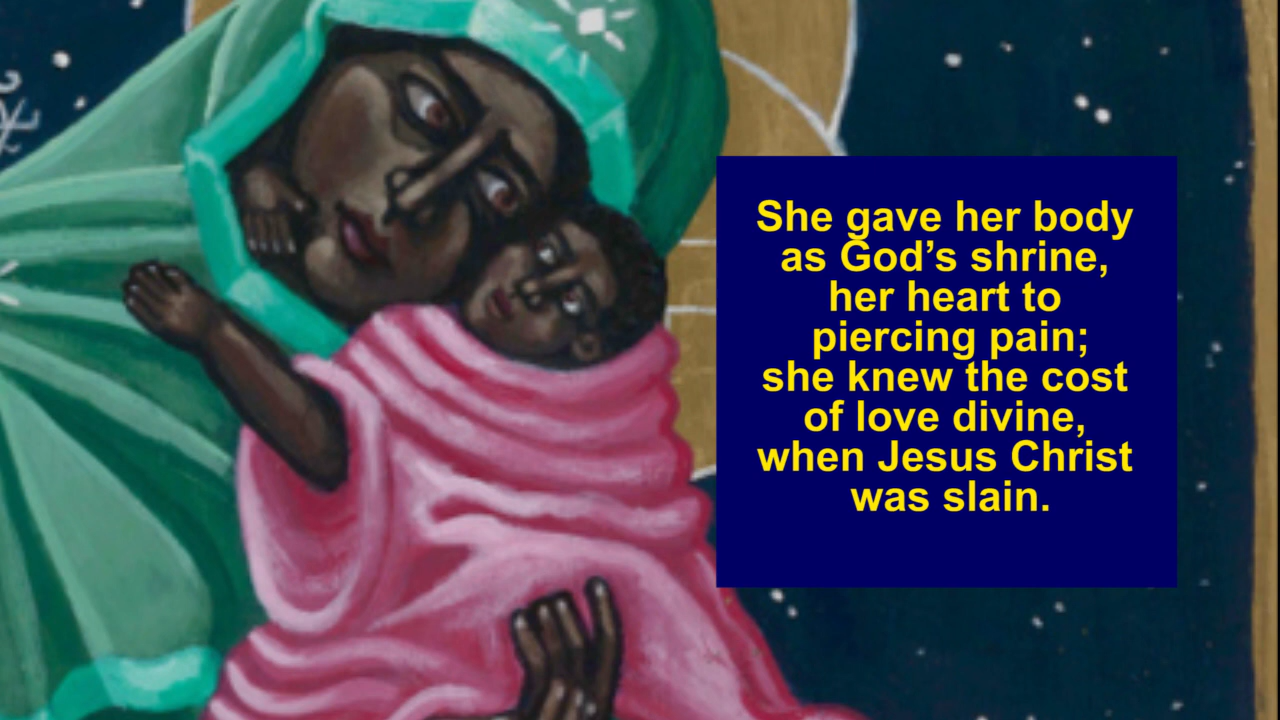 She gave her body
as God’s shrine,
her heart to
piercing pain;
she knew the cost
of love divine,
when Jesus Christ
was slain.